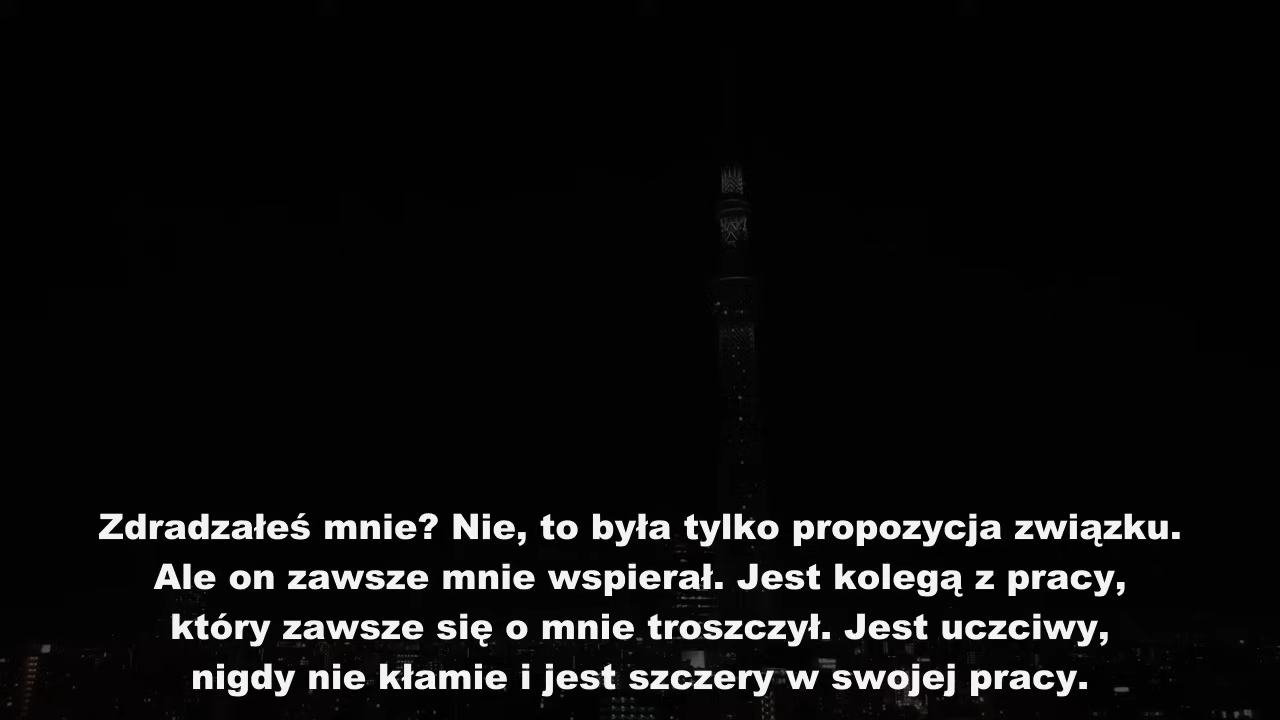 Zdradzałeś mnie? Nie, to była tylko propozycja związku.
Ale on zawsze mnie wspierał. Jest kolegą z pracy,
który zawsze się o mnie troszczył. Jest uczciwy,
nigdy nie kłamie i jest szczery w swojej pracy.